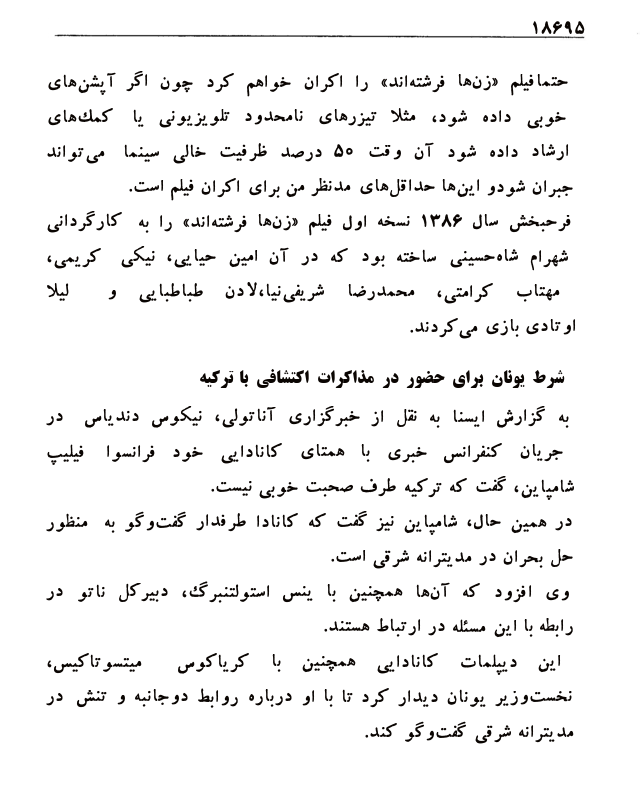 ۱۸۶۹۵
حتمافیلم «زن‌ها فرشته‌اند» را اکران خواهم کرد چون اگر آپشن‌های
خوبی داده شود، مثلا تیزرهای نامحدود تلویزیونی یا کمك‌های
ارشاد داده شود آن وقت ۵۰ درصد ظرفیت خالی سینما می‌تواند
جبران شودو این‌ها حداقل‌های مدنظر من برای اکران فیلم است.
فرحبخش سال ۱۳۸۶ نسخه اول فیلم «زن‌ها فرشته‌اند» را به کارگردانی
شهرام شاه‌حسینی ساخته بود که در آن امین حیایی، نیکی کریمی،
مهتاب کرامتی، محمدرضا شریفی‌نیا،لادن طباطبایی و لیلا
اوتادی بازی می‌کردند.
شرط یونان برای حضور در مذاکرات اکتشافی با ترکیه
به گزارش ایسنا به نقل از خبرگزاری آناتولی، نیکوس دندیاس در
جریان کنفرانس خبری با همتای کانادایی خود فرانسوا فیلیپ
شامپاین، گفت که ترکیه طرف صحبت خوبی نیست.
در همین حال، شامپاین نیز گفت که کانادا طرفدار گفت‌وگو به منظور
حل بحران در مدیترانه شرقی است.
وی افزود که آن‌ها همچنین با ینس استولتنبرگ، دبیرکل ناتو در
رابطه با این مسئله در ارتباط هستند.
این دیپلمات کانادایی همچنین با کریاکوس میتسوتاکیس،
نخست‌وزیر یونان دیدار کرد تا با او درباره روابط دوجانبه و تنش در
مدیترانه شرقی گفت‌وگو کند.